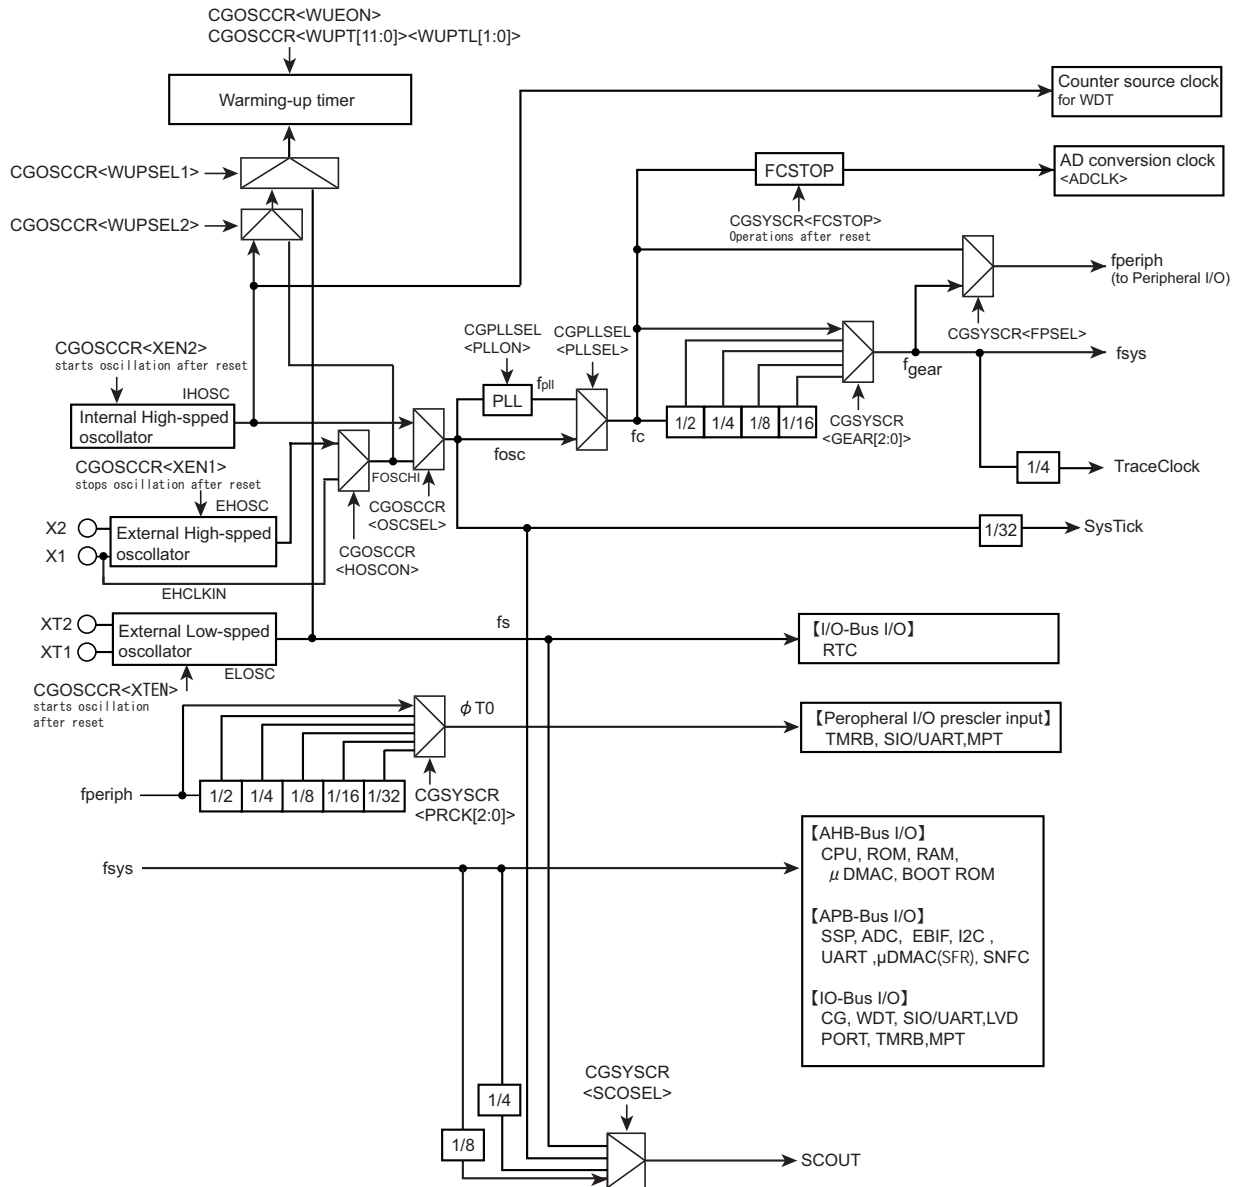 CGOSCCR<WUEON>
CGOSCCR<WUPT[11:0]><WUPTL[1:0]>
Warming-up timer
Counter source clock
for WDT
CGOSCCR<WUPSEL1>
FCSTOP
AD conversion clock
<ADCLK>
CGOSCCR<WUPSEL2>
CGSYSCR<FCSTOP>
Operations after reset
fperiph
(to Peripheral I/O)
CGSYSCR<FPSEL>
CGOSCCR<XEN2>
starts oscillation after reset
IHOSC
Internal High-spped
oscollator
CGPLLSEL
<PLLON>
CGPLLSEL
<PLLSEL>
fpll
PLL
fosc
fc
1/2
1/4
1/8
1/16
fgear
fsys
CGSYSCR
<GEAR[2:0]>
1/4
TraceClock
CGOSCCR<XEN1>
stops oscillation after reset
EHOSC
FOSCHI
CGOSCCR
<OSCSEL>
X2
X1
External High-spped
oscollator
CGOSCCR
<HOSCON>
EHCLKIN
1/32
SysTick
XT2
XT1
External Low-spped
oscollator
ELOSC
fs
【I/O-Bus I/O】
RTC
CGOSCCR<XTEN>
starts oscillation
after reset
ϕT0
【Peropheral I/O prescler input】
TMRB, SIO/UART,MPT
fperiph
1/2
1/4
1/8
1/16
1/32
CGSYSCR
<PRCK[2:0]>
fsys
【AHB-Bus I/O】
CPU, ROM, RAM,
μ DMAC, BOOT ROM
【APB-Bus I/O】
SSP, ADC, EBIF, I2C ,
UART ,µDMAC(SFR), SNFC
【IO-Bus I/O】
CG, WDT, SIO/UART,LVD
PORT, TMRB,MPT
CGSYSCR
<SCOSEL>
1/4
1/8
SCOUT